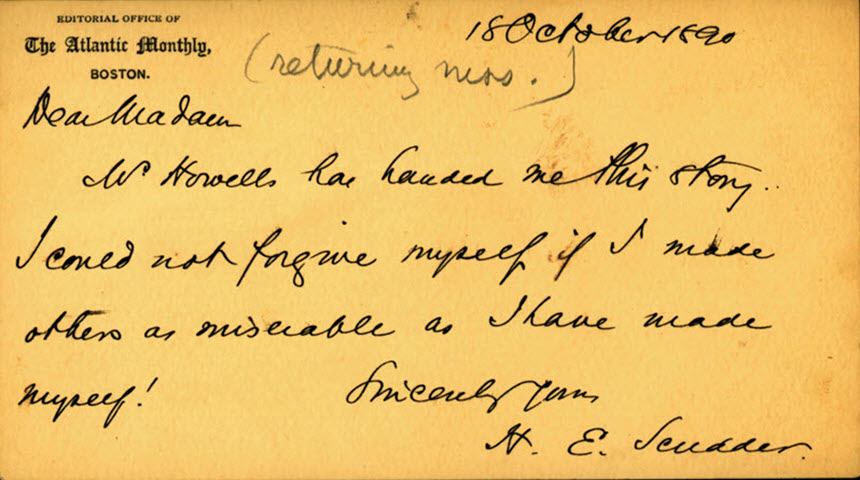 EDITORIAL OFFICE OF
The Atlantic Monthly,
BOSTON.
18 October 1890
(returning mss.)
Dear Madam
Mr Howells has handed me this story.
I could not forgive myself if I made
others as miserable as I have made
myself!
Sincerely yours
H. E. Scudder.